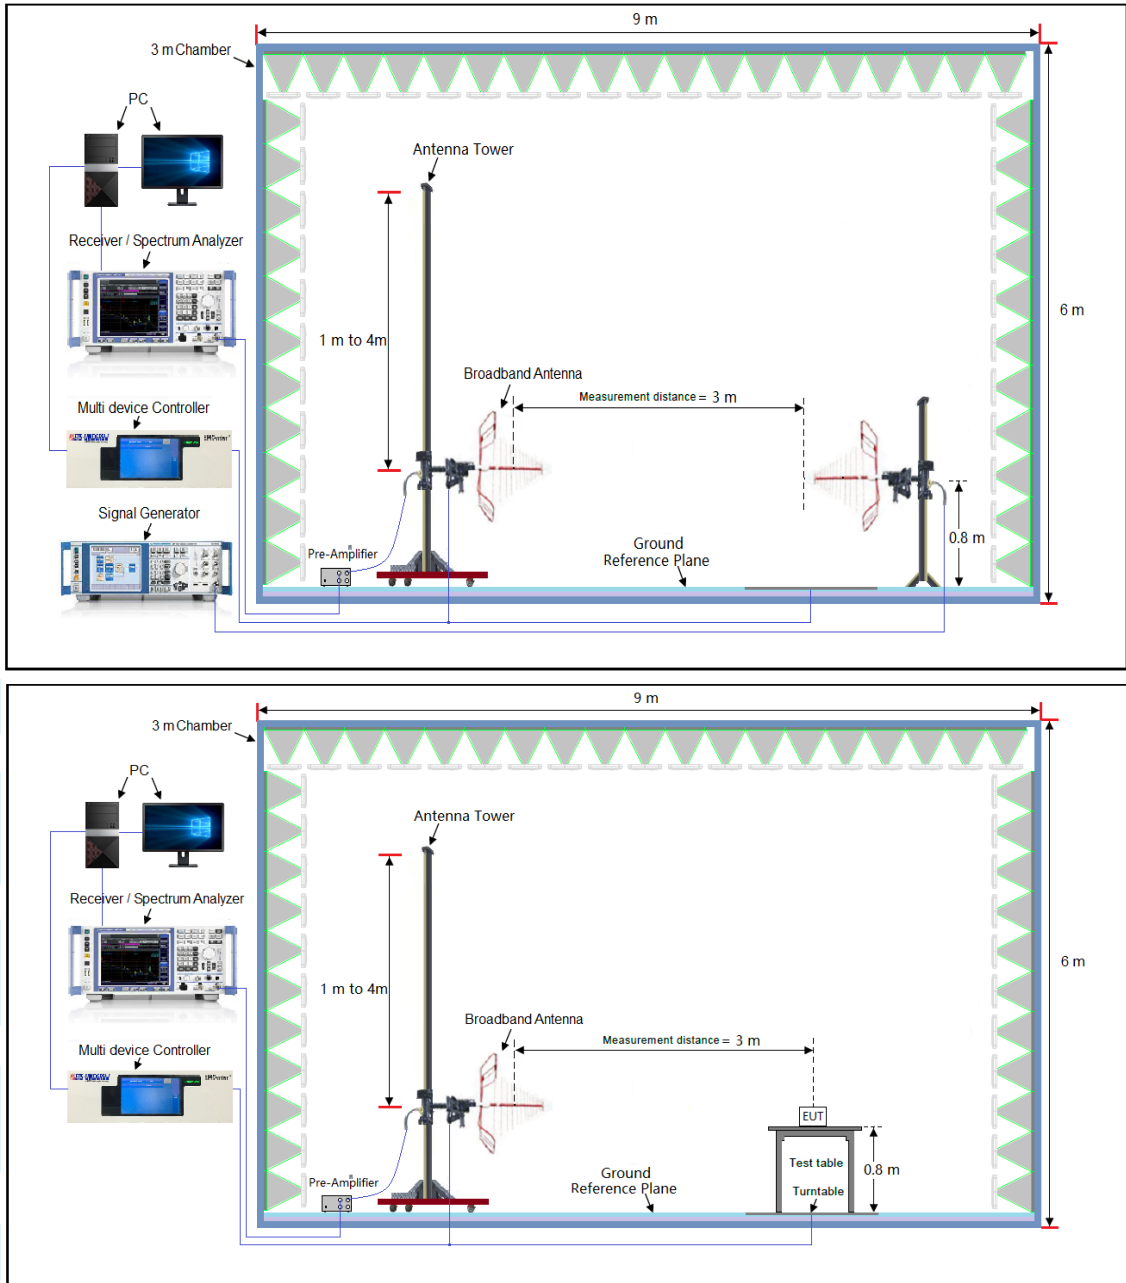 9 m
3 m Chamber
PC
Antenna Tower
Receiver / Spectrum Analyzer
6 m
1 m to 4m
Broadband Antenna
Measurement distance = 3 m
Multi device Controller
Signal Generator
0.8 m
Pre-Amplifier
Ground
Reference Plane
9 m
3 m Chamber
PC
Antenna Tower
Receiver / Spectrum Analyzer
6 m
1 m to 4m
Broadband Antenna
Measurement distance = 3 m
Multi device Controller
EUT
Test table
0.8 m
Turntable
Pre-Amplifier
Ground
Reference Plane